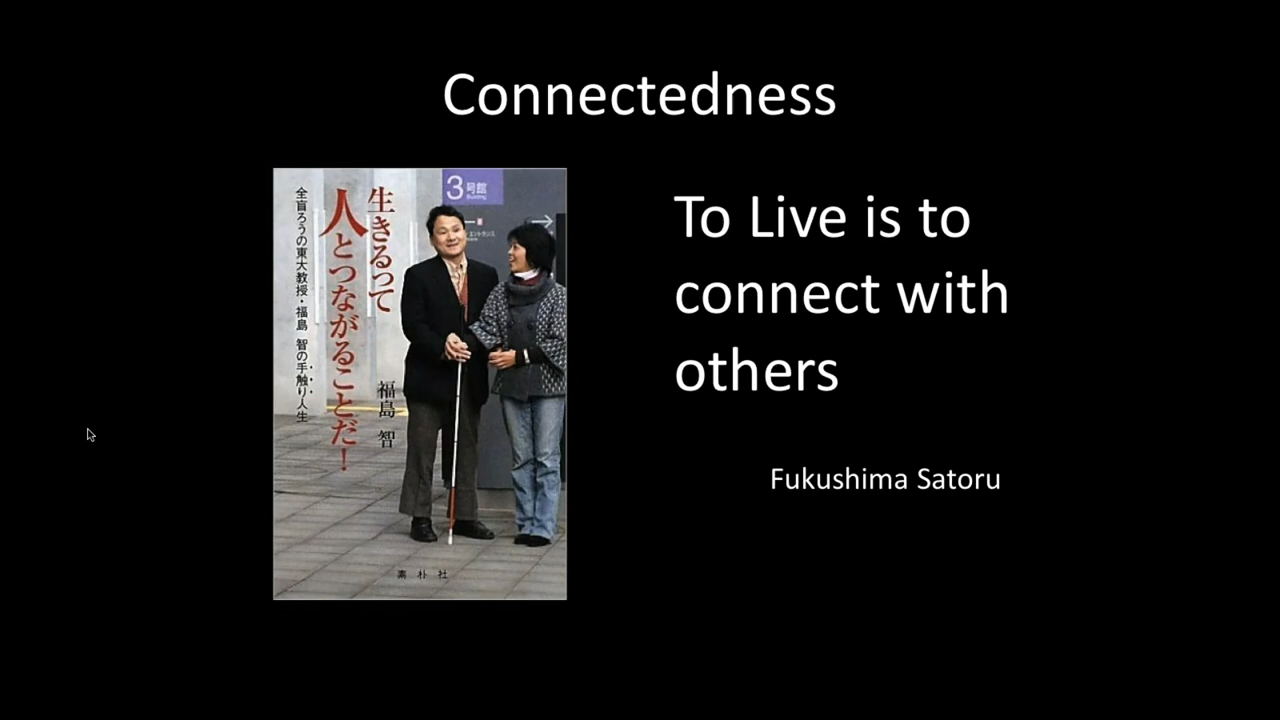 Connectedness
3号館
Building
生きるって
人とつながることだ！
全盲ろうの東大教授・福島 智の手触り人生
福島 智
素朴社
To Live is to
connect with
others
Fukushima Satoru